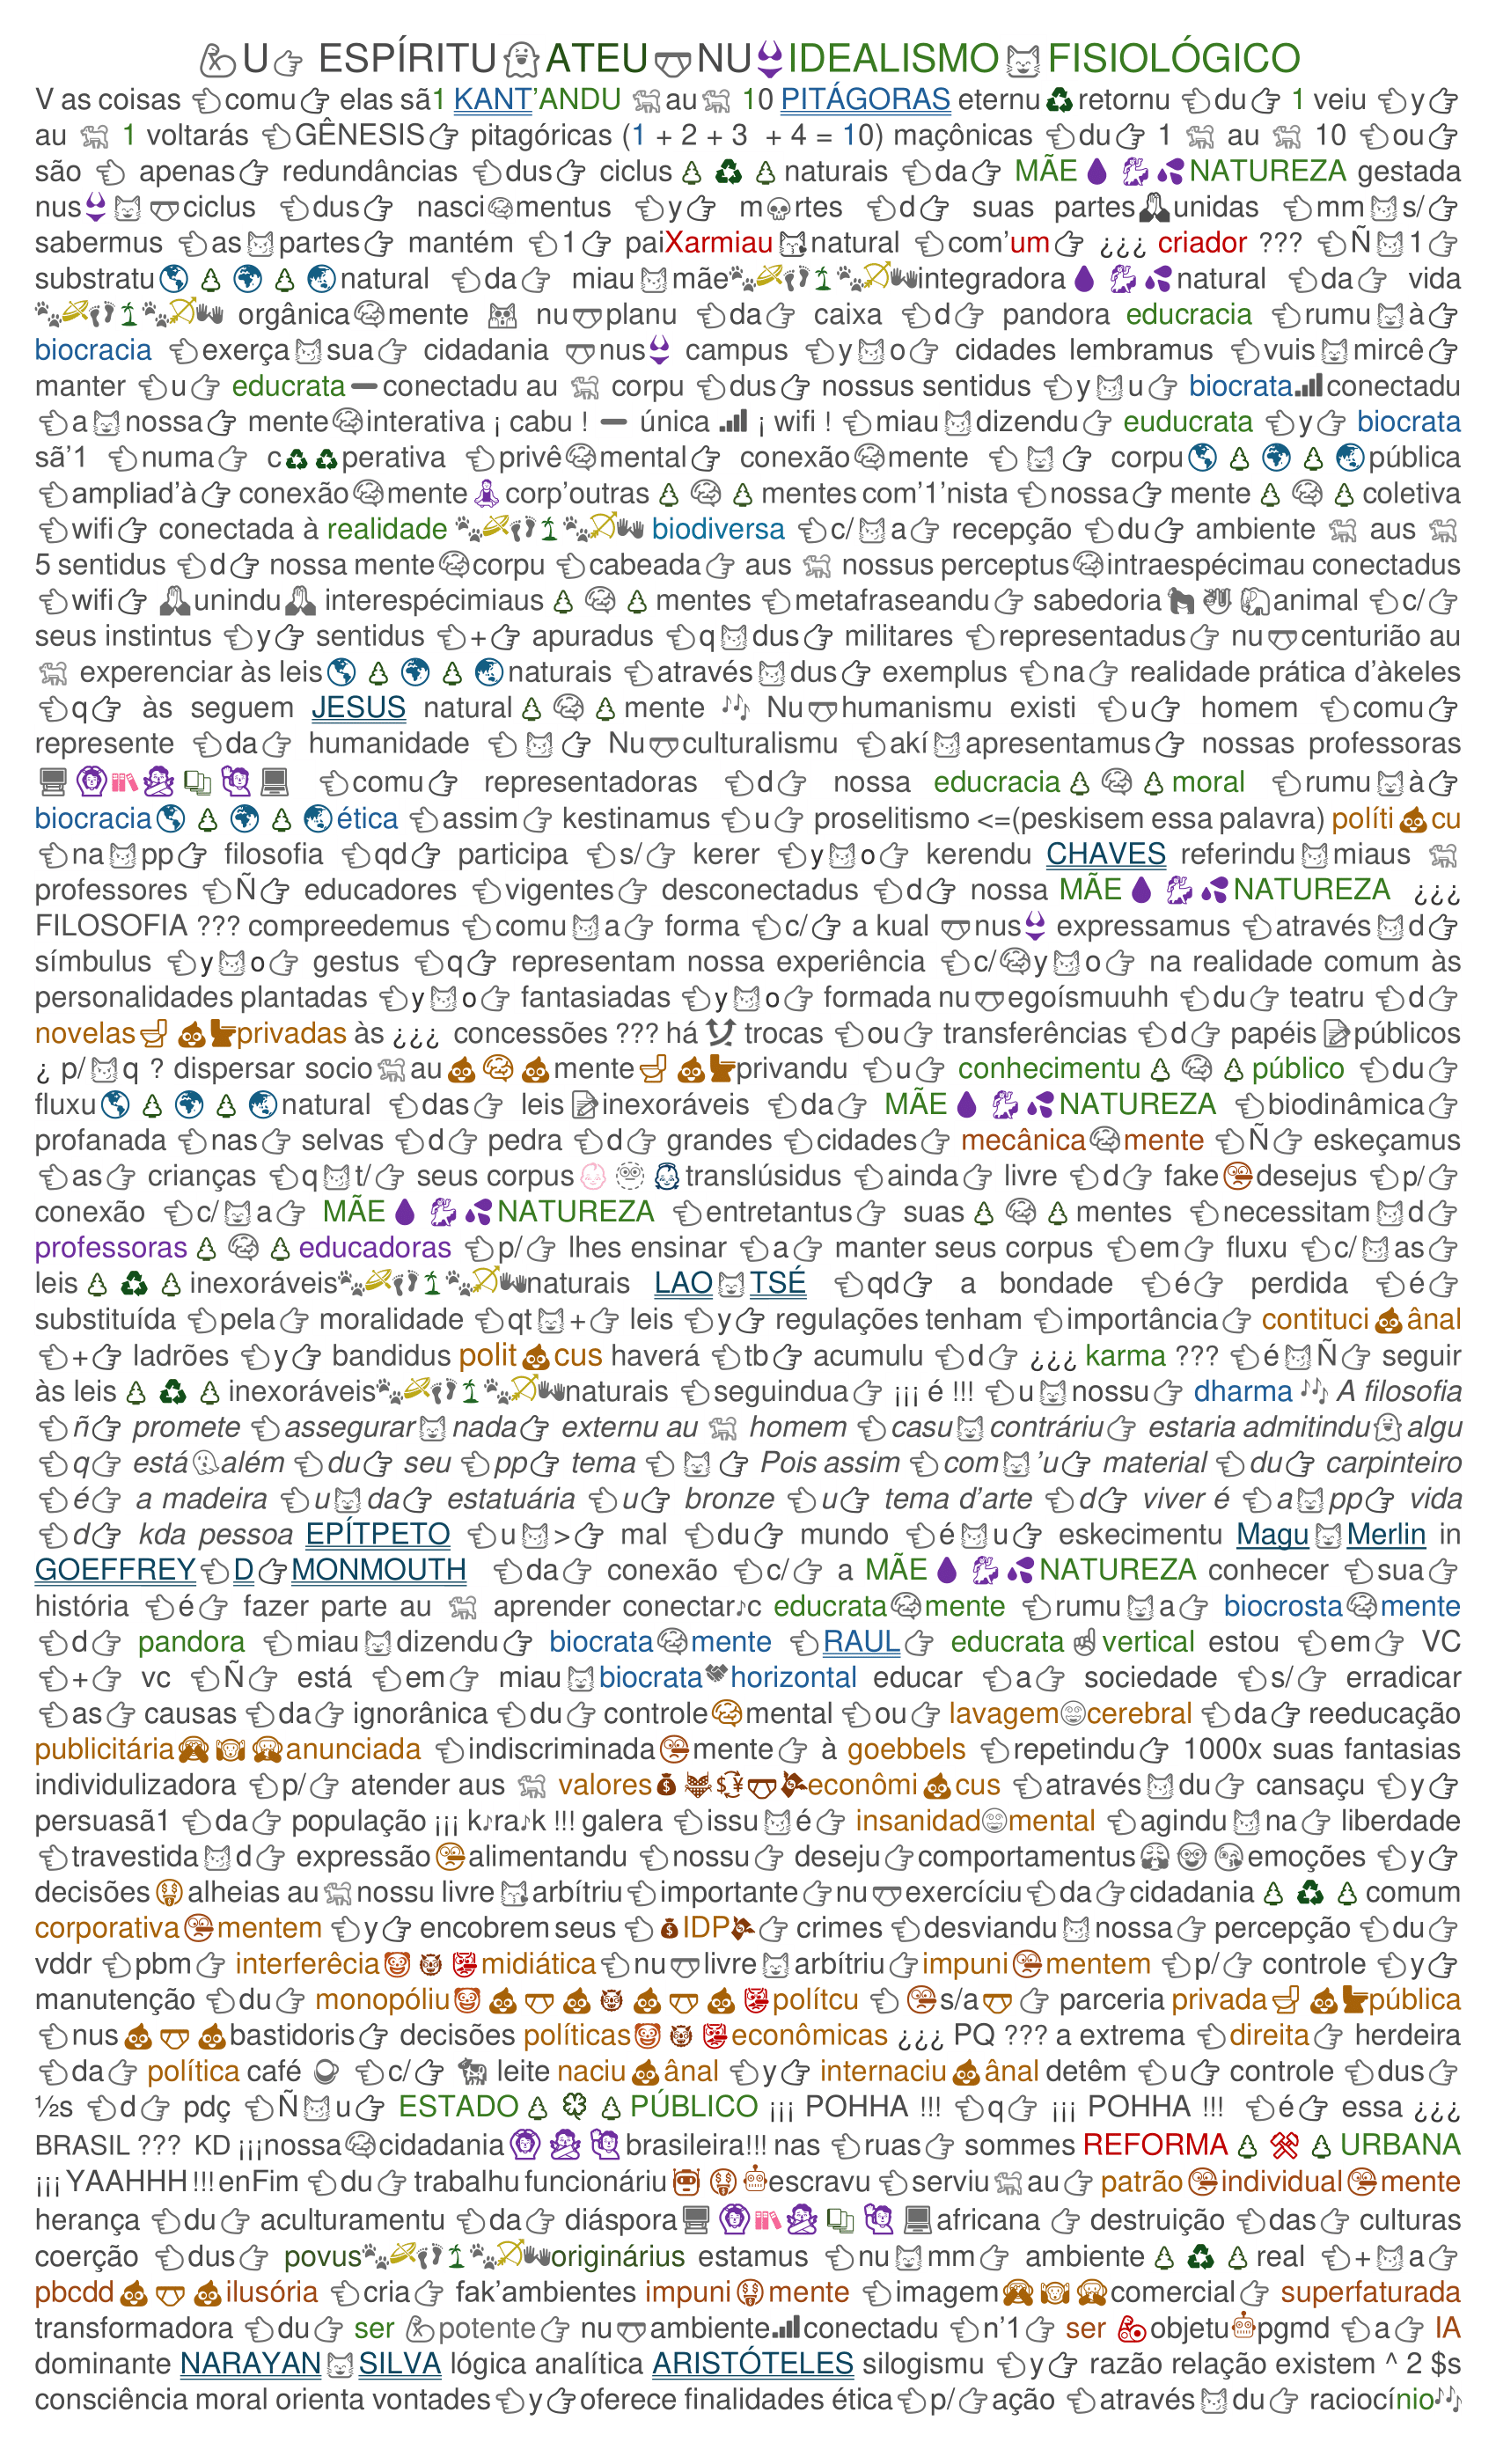 U👉 ESPÍRITU👻ATEU🩲NU👙IDEALISMO🐱FISIOLÓGICO
V as coisas 👈comu👉 elas sã1 KANT'ANDU 🐈au🐈 10 PITÁGORAS eternu♻retornu 👈du👉 1 veiu 👈y👉
au 🐈 1 voltarás 👈GÊNESIS👉 pitagóricas (1 + 2 + 3 + 4 = 10) maçônicas 👈du👉 1 🐈 au 🐈 10 👈ou👉
são 👈 apenas👉 redundâncias 👈dus👉 ciclus🌲♻🌲naturais 👈da👉 MÃE💧💃💦NATUREZA gestada
nus👙🐱🩲ciclus 👈dus👉 nasci🧠mentus 👈y👉 m💀rtes 👈d👉 suas partes🙏unidas 👈mm🐱s/👉
sabermus 👈as🐱partes👉 mantém 👈1👉 paiXarmiau🐱natural 👈com'um👉 ¿¿¿ criador ??? 👈Ñ🐱1👉
substratu🌎🌲🌍🌲🌏natural 👈da👉 miau🐱mãe🐾🏹👣🌴🐾🏹👐integradora💧💃💦natural 👈da👉 vida
🐾🏹👣🌴🐾🏹👐 orgânica🧠mente 🙀 nu🩲planu 👈da👉 caixa 👈d👉 pandora educracia 👈rumu🐱à👉
biocracia 👈exerça🐱sua👉 cidadania 🩲nus👙 campus 👈y🐱o👉 cidades lembramus 👈vuis🐱mircê👉
manter 👈u👉 educrata➖conectadu au 🐈 corpu 👈dus👉 nossus sentidus 👈y🐱u👉 biocrata📶conectadu
👈a🐱nossa👉 mente🧠interativa ¡ cabu ! ➖ única 📶 ¡ wifi ! 👈miau🐱dizendu👉 euducrata 👈y👉 biocrata
sã'1 👈numa👉 c♻♻perativa 👈privê🧠mental👉 conexão🧠mente 👈🐱👉 corpu🌎🌲🌍🌲🌏pública
👈ampliad'à👉 conexão🧠mente🧘corp'outras🌲🧠🌲mentes com'1'nista 👈nossa👉 mente🌲🧠🌲coletiva
👈wifi👉 conectada à realidade 🐾🏹👣🌴🐾🏹👐 biodiversa 👈c/🐱a👉 recepção 👈du👉 ambiente 🐈 aus 🐈
5 sentidus 👈d👉 nossa mente🧠corpu 👈cabeada👉 aus 🐈 nossus perceptus🧠intraespécimau conectadus
👈wifi👉 🙏unindu🙏 interespécimiaus🌲🧠🌲mentes 👈metafraseandu👉 sabedoria🐎🦥🐘animal 👈c/👉
seus instintus 👈y👉 sentidus 👈+👉 apuradus 👈q🐱dus👉 militares 👈representadus👉 nu🩲centurião au
🐈 experenciar às leis🌎🌲🌍🌲🌏naturais 👈através🐱dus👉 exemplus 👈na👉 realidade prática d'àkeles
👈q👉 às seguem JESUS natural🌲🧠🌲mente 🎶 Nu🩲humanismu existi 👈u👉 homem 👈comu👉
represente 👈da👉 humanidade 👈🐱👉 Nu🩲culturalismu 👈akí🐱apresentamus👉 nossas professoras
🖥🙆📚🙅📖🙋💻 👈comu👉 representadoras 👈d👉 nossa educracia🌲🧠🌲moral 👈rumu🐱à👉
biocracia🌎🌲🌍🌲🌏ética 👈assim👉 kestinamus 👈u👉 proselitismo <=(peskisem essa palavra) políti💩cu
👈na🐱pp👉 filosofia 👈qd👉 participa 👈s/👉 kerer 👈y🐱o👉 kerendu CHAVES referindu🐱miaus 🐈
professores 👈Ñ👉 educadores 👈vigentes👉 desconectadus 👈d👉 nossa MÃE💧💃💦NATUREZA ¿¿¿
FILOSOFIA ??? compreedemus 👈comu🐱a👉 forma 👈c/👉 a kual 🩲nus👙 expressamus 👈através🐱d👉
símbulus 👈y🐱o👉 gestus 👈q👉 representam nossa experiência 👈c/🧠y🐱o👉 na realidade comum às
personalidades plantadas 👈y🐱o👉 fantasiadas 👈y🐱o👉 formada nu🩲egoísmuuhh 👈du👉 teatru 👈d👉
novelas🚽💩🚽privadas às ¿¿¿ concessões ??? há trocas 👈ou👉 transferências 👈d👉 papéis📝públicos
¿ p/🐱q ? dispersar socio🐈au💩🧠💩mente🚽💩🚽privandu 👈u👉 conhecimentu🌲🧠🌲público 👈du👉
fluxu🌎🌲🌍🌲🌏natural 👈das👉 leis 📝inexoráveis 👈da👉 MÃE💧💃💦NATUREZA 👈biodinâmica👉
profanada 👈nas👉 selvas 👈d👉 pedra 👈d👉 grandes 👈cidades👉 mecânica🧠mente 👈Ñ👉 eskeçamus
👈as👉 crianças 👈q🐱t/👉 seus corpus👶🫥👧translúsidus 👈ainda👉 livre 👈d👉 fake🤥desejus 👈p/👉
conexão 👈c/🐱a👉 MÃE💧💃💦NATUREZA 👈entretantus👉 suas🌲🧠🌲mentes 👈necessitam🐱d👉
professoras🌲🧠🌲educadoras 👈p/👉 lhes ensinar 👈a👉 manter seus corpus 👈em👉 fluxu 👈c/🐱as👉
leis🌲♻🌲inexoráveis🐾🏹👣🌴🐾🏹👐naturais LAO🐱TSÉ 👈qd👉 a bondade 👈é👉 perdida 👈é👉
substituída 👈pela👉 moralidade 👈qt🐱+👉 leis 👈y👉 regulações tenham 👈importância👉 contituci💩ânal
👈+👉 ladrões 👈y👉 bandidus polit💩cus haverá 👈tb👉 acumulu 👈d👉 ¿¿¿ karma ??? 👈é🐱Ñ👉 seguir
às leis🌲♻🌲inexoráveis🐾🏹👣🌴🐾🏹👐naturais 👈seguindua👉 ¡¡¡ é !!! 👈u🐱nossu👉 dharma 🎶 A filosofia
👈ñ👉 promete 👈assegurar🐱nada👉 externu au 🐈 homem 👈casu🐱contráriu👉 estaria admitindu👻algu
👈q👉 está além 👈du👉 seu 👈pp👉 tema 👈🐱👉 Pois assim 👈com🐱'u👉 material 👈du👉 carpinteiro
👈é👉 a madeira 👈u🐱da👉 estatuária 👈u👉 bronze 👈u👉 tema d'arte 👈d👉 viver é 👈a🐱pp👉 vida
👈d👉 kda pessoa EPÍTPETO 👈u🐱>👉 mal 👈du👉 mundo 👈é🐱u👉 eskecimentu Magu🐱Merlin in
GOEFFREY👈D👉MONMOUTH 👈da👉 conexão 👈c/👉 a MÃE💧💃💦NATUREZA conhecer 👈sua👉
história 👈é👉 fazer parte au 🐈 aprender conectar♪c educrata🧠mente 👈rumu🐱a👉 biocrosta🧠mente
👈d👉 pandora 👈miau🐱dizendu👉 biocrata🧠mente 👈RAUL👉 educrata☝vertical estou 👈em👉 VC
👈+👉 vc 👈Ñ👉 está 👈em👉 miau🐱biocrata🤝horizontal educar 👈a👉 sociedade 👈s/👉 erradicar
👈as👉 causas 👈da👉 ignorânica 👈du👉 controle🧠mental 👈ou👉 lavagem😵cerebral 👈da👉 reeducação
publicitária🙈🐵🙊anunciada 👈indiscriminada🤥mente👉 à goebbels 👈repetindu👉 1000x suas fantasias
individulizadora 👈p/👉 atender aus 🐈 valores💰💱🩲💸econômi💩cus 👈através🐱du👉 cansaçu 👈y👉
persuasã1 👈da👉 população ¡¡¡ k♪ra♪k !!! galera 👈issu🐱é👉 insanidad😵mental 👈agindu🐱na👉 liberdade
👈travestida🐱d👉 expressão🤥alimentandu 👈nossu👉 deseju👉comportamentus😤🤓😘emoções 👈y👉
decisões🤑alheias au🐈nossu livre🐱arbítriu👈importante👉nu🩲exercíciu👈da👉cidadania🌲♻🌲comum
corporativa🤥mentem 👈y👉 encobrem seus 👈💰IDP💸👉 crimes 👈desviandu🐱nossa👉 percepção 👈du👉
vddr 👈pbm👉 interferêcia🤡👹👺midiática👈nu🩲livre🐱arbítriu👉impuni🤥mentem 👈p/👉 controle 👈y👉
manutenção 👈du👉 monopóliu🤡💩🩲💩👹💩🩲💩👺polítcu 👈🤥s/a🩲👉 parceria privada🚽💩🚽pública
👈nus💩🩲💩bastidoris👉 decisões políticas🤡👹👺econômicas ¿¿¿ PQ ??? a extrema 👈direita👉 herdeira
👈da👉 política café ☕ 👈c/👉 🐄 leite naciu💩ânal 👈y👉 internaciu💩ânal detêm 👈u👉 controle 👈dus👉
½s 👈d👉 pdç 👈Ñ🐱u👉 ESTADO🌲🍀🌲PÚBLICO ¡¡¡ POHHA !!! 👈q👉 ¡¡¡ POHHA !!! 👈é👉 essa ¿¿¿
BRASIL ??? KD ¡¡¡nossa🧠cidadania🙆🙅🙋brasileira!!! nas 👈ruas👉 sommes REFORMA🌲⚒🌲URBANA
¡¡¡ YAAHHH!!!enFim 👈du👉 trabalhu funcionáriu🤖🤑🤖escravu 👈serviu🐈au👉 patrão🤥individual🤥mente
herança 👈du👉 aculturamentu 👈da👉 diáspora🖥🙆📚🙅📖🙋💻africana 👉 destruição 👈das👉 culturas
coerção 👈dus👉 povus🐾🏹👣🌴🐾🏹👐originárius estamus 👈nu🐱mm👉 ambiente🌲♻🌲real 👈+🐱a👉
pbcdd💩🩲💩ilusória 👈cria👉 fak'ambientes impuni🤑mente 👈imagem🙈🐵🙊comercial👉 superfaturada
transformadora 👈du👉 ser 💪potente👉 nu🩲ambiente📶conectadu 👈n'1👉 ser objetu🤖pgmd 👈a👉 IA
dominante NARAYAN🐱SILVA lógica analítica ARISTÓTELES silogismu 👈y👉 razão relação existem ^ 2 $s
consciência moral orienta vontades👈y👉oferece finalidades ética👈p/👉ação 👈através🐱du👉 raciocínio🎶